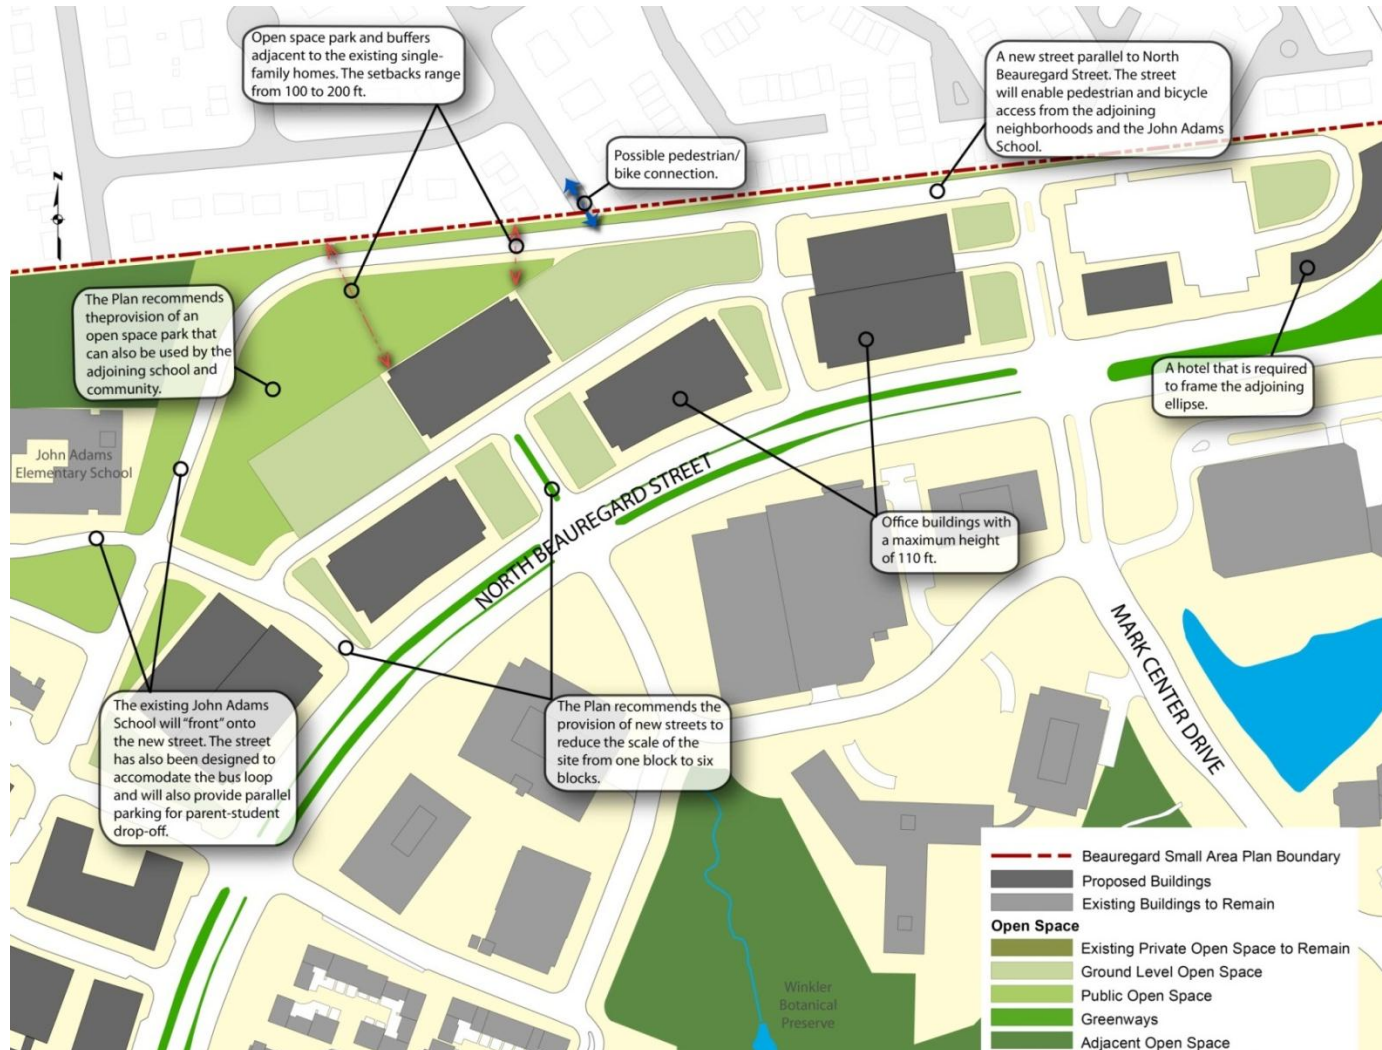 Open space park and buffers
adjacent to the existing single-
family homes. The setbacks range
from 100 to 200 ft.
A new street parallel to North
Beauregard Street. The street
will enable pedestrian and bicycle
access from the adjoining
neighborhoods and the John Adams
School.
Possible pedestrian/
bike connection.
N
The Plan recommends
theprovision of an
open space park that
can also be used by the
adjoining school and
community.
A hotel that is required
to frame the adjoining
ellipse.
John Adams
Elementary School
NORTH BEAUREGARD STREET
Office buildings with
a maximum height
of 110 ft.
MARK CENTER DRIVE
The existing John Adams
School will "front" onto
the new street. The street
has also been designed to
accomodate the bus loop
and will also provide parallel
parking for parent-student
drop-off.
The Plan recommends the
provision of new streets to
reduce the scale of the
site from one block to six
blocks.
Winkler
Botanical
Preserve
Beauregard Small Area Plan Boundary
Proposed Buildings
Existing Buildings to Remain
Open Space
Existing Private Open Space to Remain
Ground Level Open Space
Public Open Space
Greenways
Adjacent Open Space